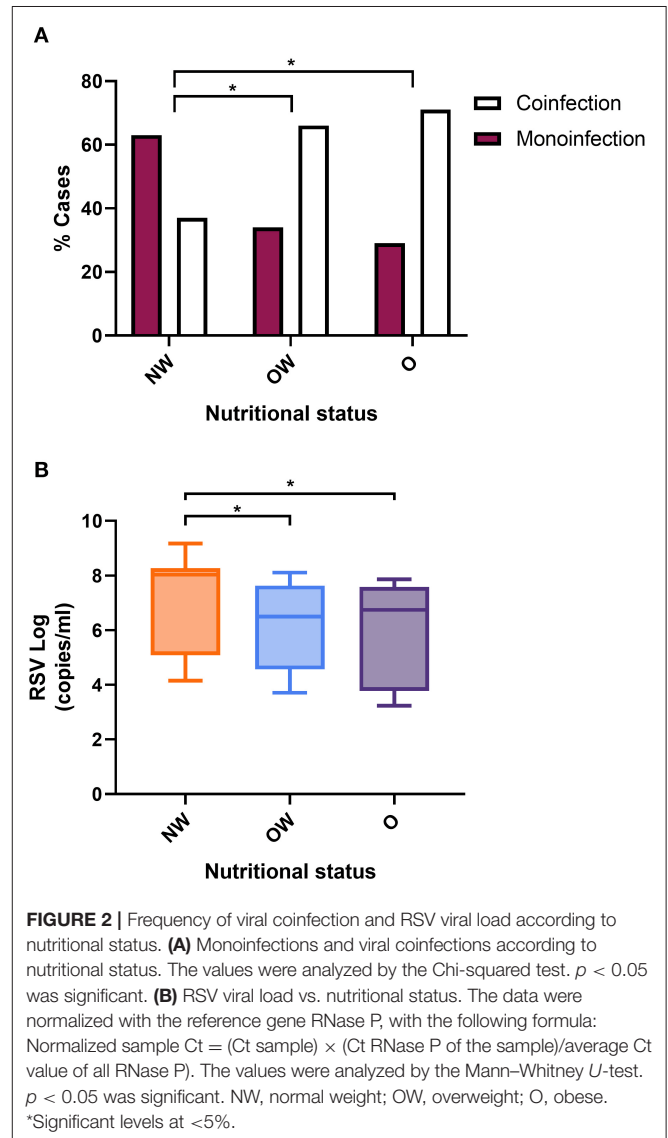 A
*
*
80
60
40
20
0
% Cases
Coinfection
Monoinfection
NW
OW
O
Nutritional status
B
*
*
10
8
6
4
2
0
RSV Log
(copies/ml)
NW
OW
O
Nutritional status
FIGURE 2 | Frequency of viral coinfection and RSV viral load according to
nutritional status. (A) Monoinfections and viral coinfections according to
nutritional status. The values were analyzed by the Chi-squared test. p < 0.05
was significant. (B) RSV viral load vs. nutritional status. The data were
normalized with the reference gene RNase P, with the following formula:
Normalized sample Ct = (Ct sample) × (Ct RNase P of the sample)/average Ct
value of all RNase P). The values were analyzed by the Mann–Whitney U-test.
p < 0.05 was significant. NW, normal weight; OW, overweight; O, obese.
*Significant levels at <5%.